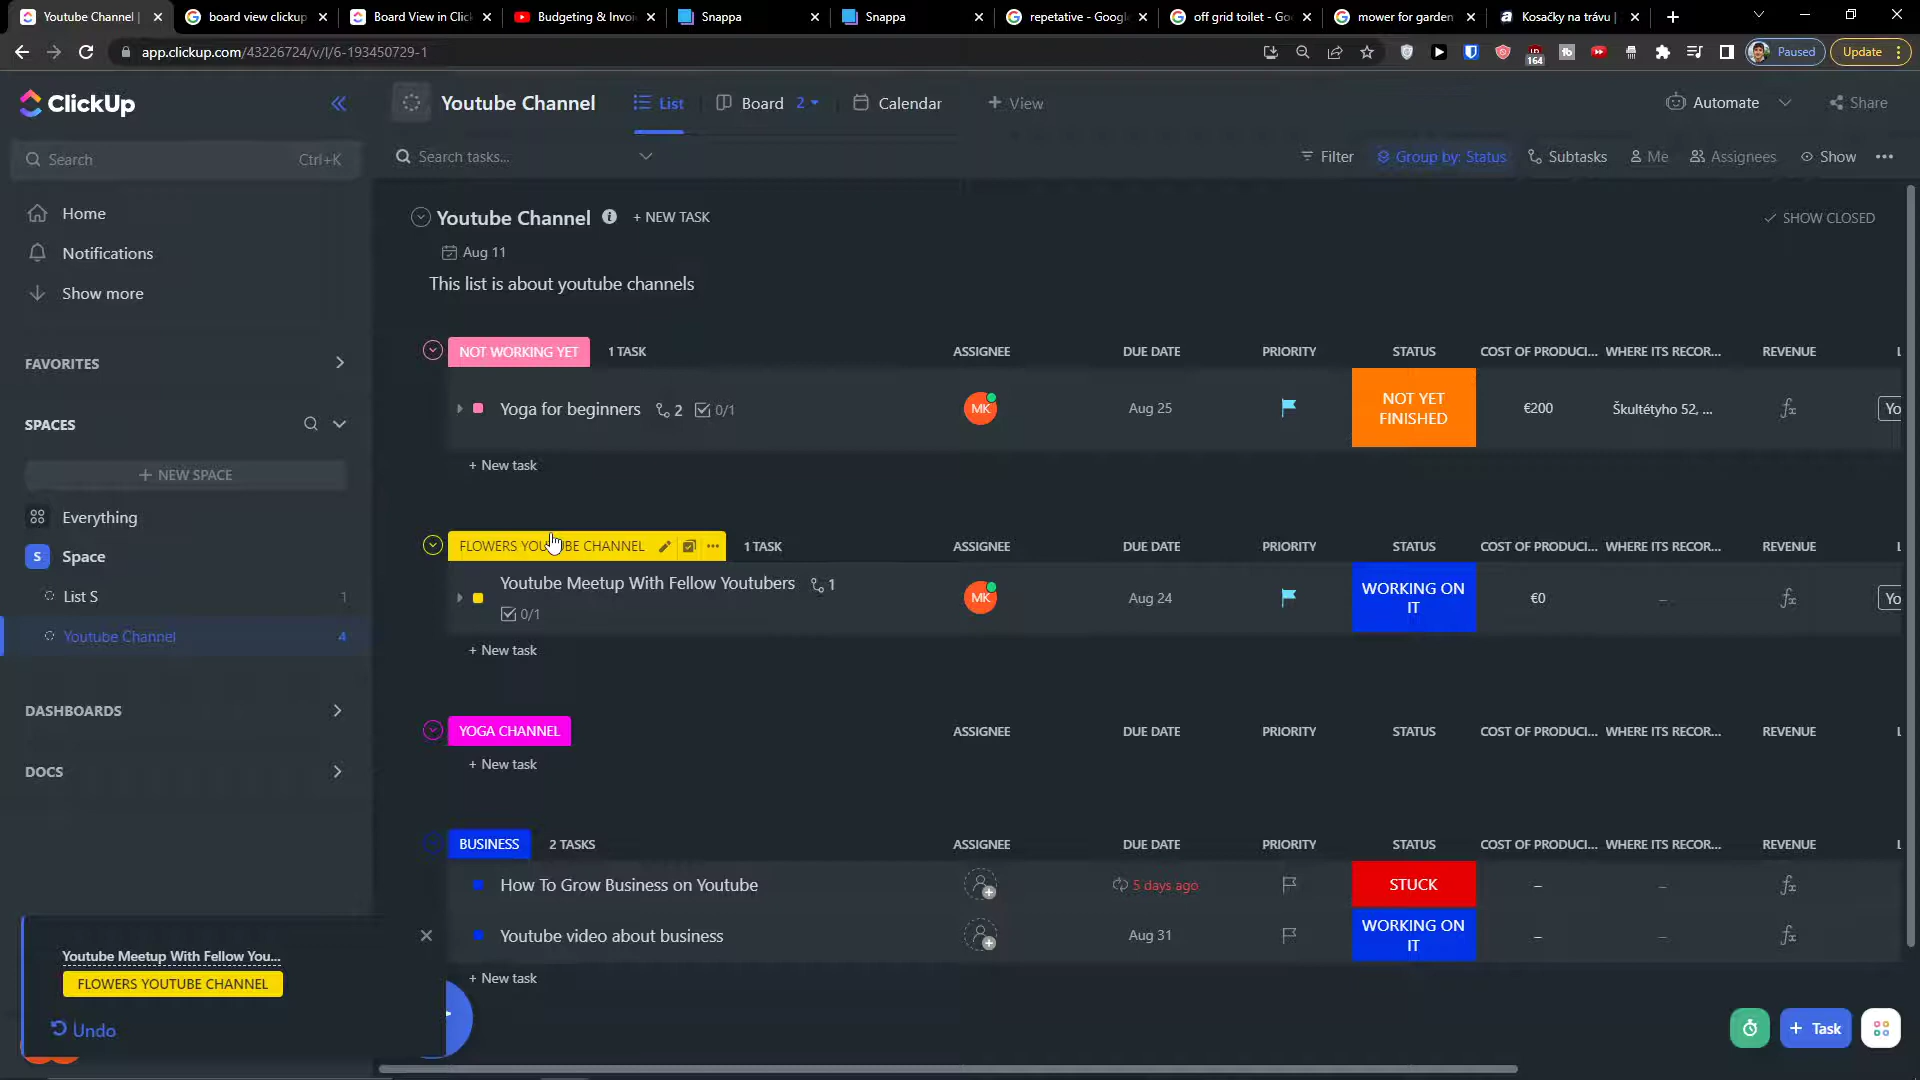 Youtube Channel |
board view clickup
Board View in Click
Budgeting & Invoi
Snappa
Snappa
repetative - Google
off grid toilet - Goo
mower for garden
Kosačky na trávu |
app.clickup.com/43226724/v/l/6-193450729-1
164
Paused
Update
ClickUp
Youtube Channel
List
Board 2
Calendar
+ View
Automate
Share
Search
Ctrl+K
Search tasks...
Filter
Group by: Status
Subtasks
Me
Assignees
Show
Home
Notifications
Show more
FAVORITES
SPACES
+ NEW SPACE
Everything
S Space
List S 1
Youtube Channel 4
DASHBOARDS
DOCS
Youtube Channel
+ NEW TASK
SHOW CLOSED
Aug 11
This list is about youtube channels
NOT WORKING YET 1 TASK ASSIGNEE DUE DATE PRIORITY STATUS COST OF PRODUCI... WHERE ITS RECOR... REVENUE
Yoga for beginners 2 0/1 MK Aug 25 NOT YET FINISHED €200 Škultétyho 52, ... Yo
+ New task
FLOWERS YOUTUBE CHANNEL 1 TASK ASSIGNEE DUE DATE PRIORITY STATUS COST OF PRODUCI... WHERE ITS RECOR... REVENUE
Youtube Meetup With Fellow Youtubers 1 MK Aug 24 WORKING ON IT €0 – Yo
0/1
+ New task
YOGA CHANNEL ASSIGNEE DUE DATE PRIORITY STATUS COST OF PRODUCI... WHERE ITS RECOR... REVENUE
+ New task
BUSINESS 2 TASKS ASSIGNEE DUE DATE PRIORITY STATUS COST OF PRODUCI... WHERE ITS RECOR... REVENUE
How To Grow Business on Youtube 5 days ago STUCK – –
Youtube video about business Aug 31 WORKING ON IT – –
+ New task
Youtube Meetup With Fellow You...
FLOWERS YOUTUBE CHANNEL
Undo
+ Task